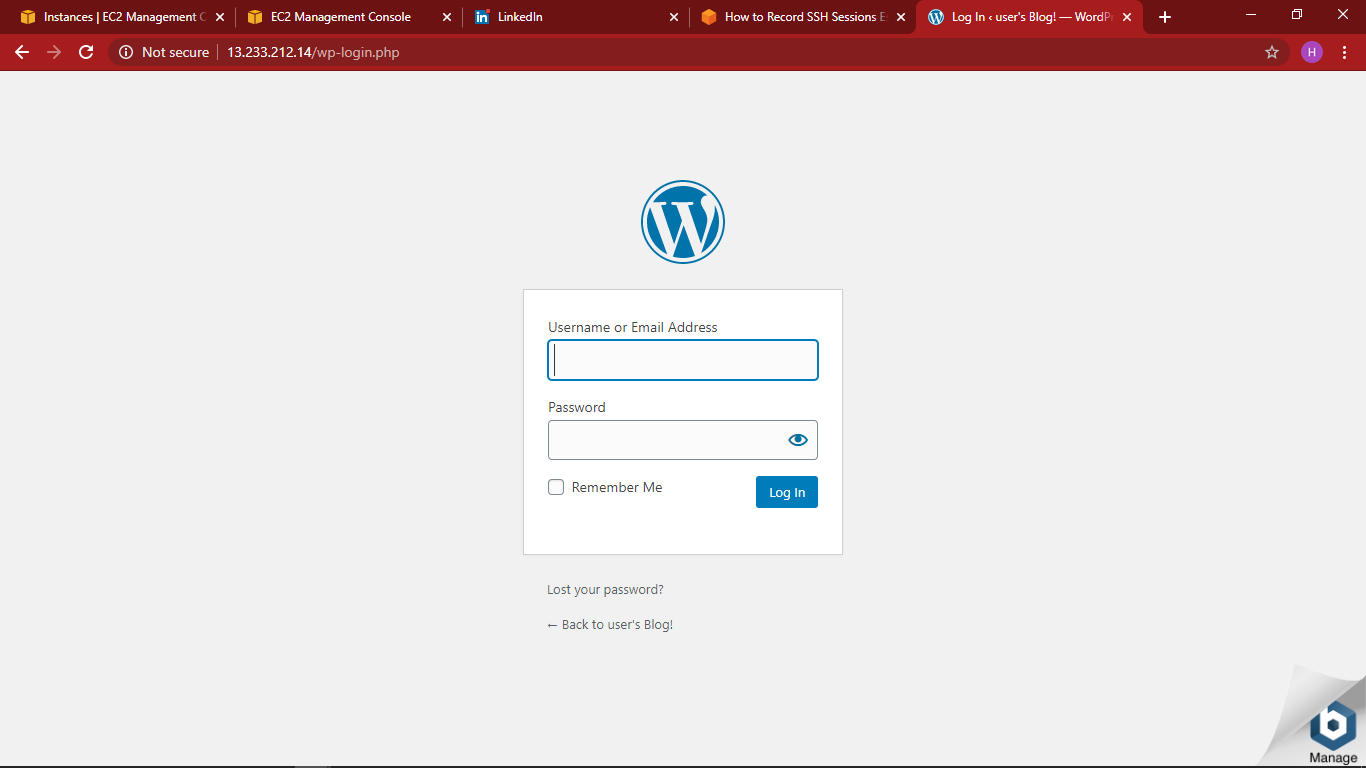 Instances | EC2 Management C
EC2 Management Console
LinkedIn
How to Record SSH Sessions Es
Log In ‹ user's Blog! — WordPr
Not secure
13.233.212.14/wp-login.php
H
Username or Email Address
Password
Remember Me
Log In
Lost your password?
← Back to user's Blog!
Manage